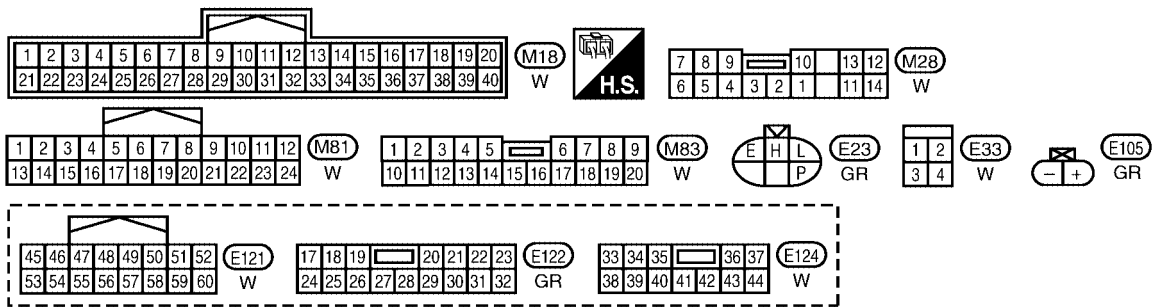 1 2 3 4 5 6 7 8 9 10 11 12 13 14 15 16 17 18 19 20 M18
21 22 23 24 25 26 27 28 29 30 31 32 33 34 35 36 37 38 39 40 W
H.S.
7 8 9 10 13 12 M28
6 5 4 3 2 1 11 14 W
1 2 3 4 5 6 7 8 9 10 11 12 M81
13 14 15 16 17 18 19 20 21 22 23 24 W
1 2 3 4 5 6 7 8 9 M83
10 11 12 13 14 15 16 17 18 19 20 W
E H L E23
P GR
1 2 E33
3 4 W
E105
− + GR
45 46 47 48 49 50 51 52 E121
53 54 55 56 57 58 59 60 W
17 18 19 20 21 22 23 E122
24 25 26 27 28 29 30 31 32 GR
33 34 35 36 37 E124
38 39 40 41 42 43 44 W